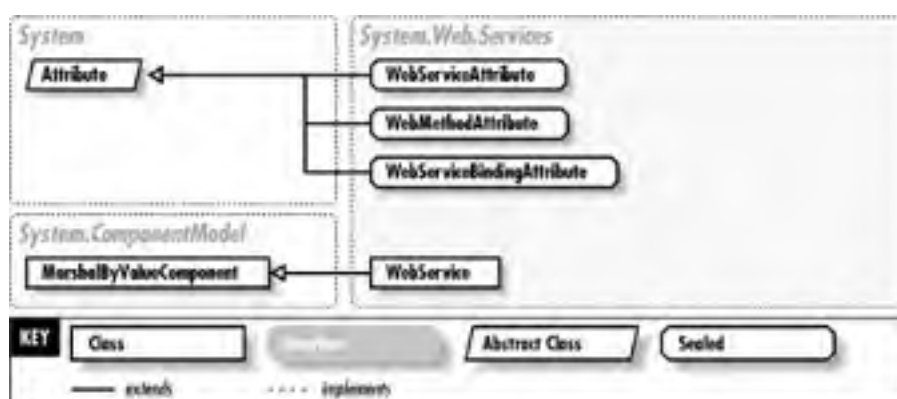 System
System.Web.Services
Attribute
WebServiceAttribute
WebMethodAttribute
WebServiceBindingAttribute
System.ComponentModel
MarshalByValueComponent
WebService
KEY
Class
Abstract Class
Sealed
extends
implements